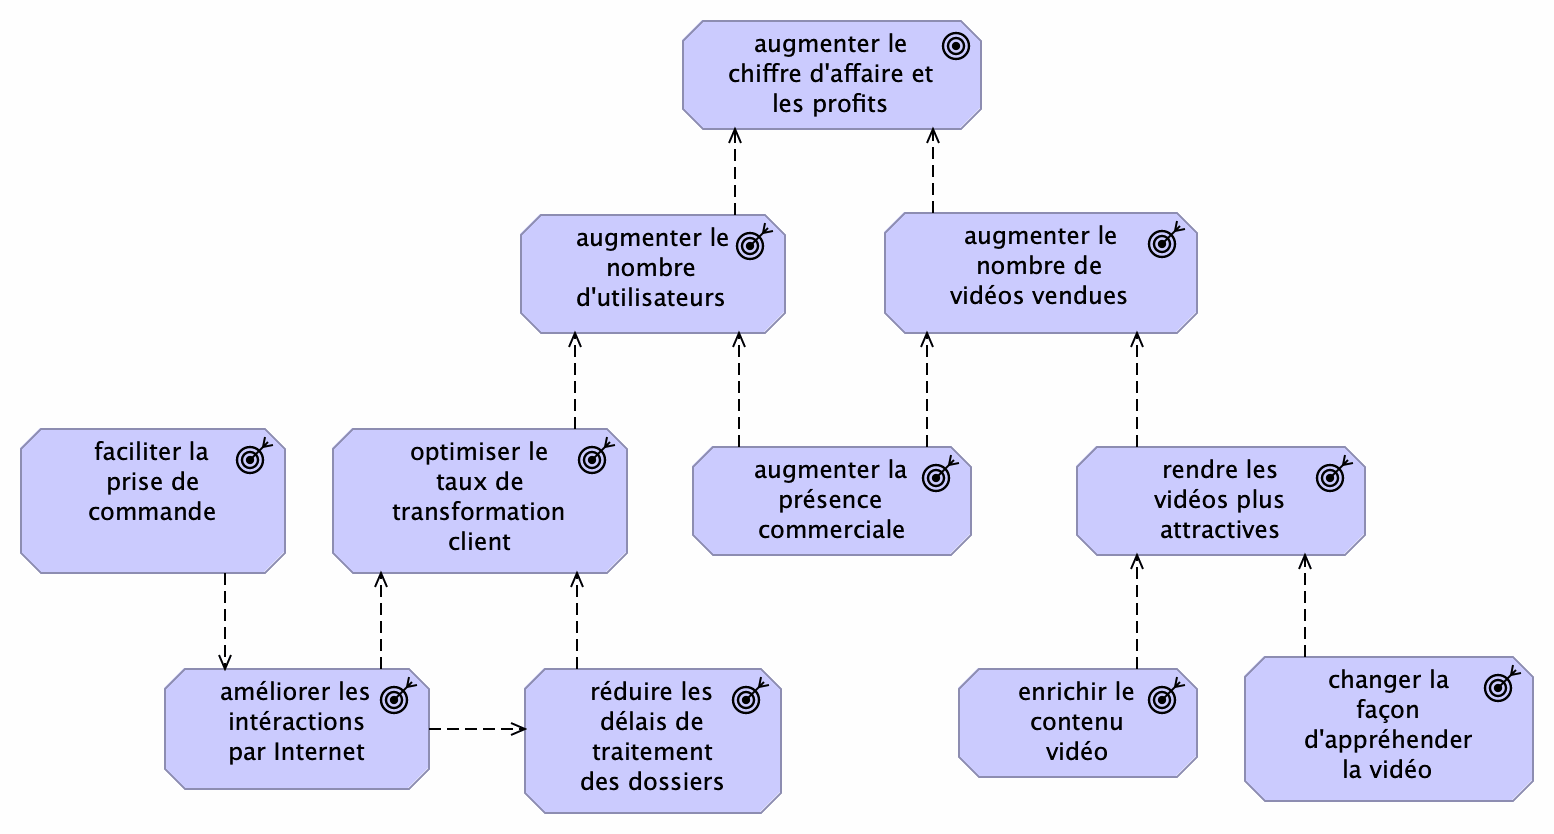 augmenter le
chiffre d'affaire et
les profits
augmenter le
nombre
d'utilisateurs
augmenter le
nombre de
vidéos vendues
faciliter la
prise de
commande
optimiser le
taux de
transformation
client
augmenter la
présence
commerciale
rendre les
vidéos plus
attractives
améliorer les
intéractions
par Internet
réduire les
délais de
traitement
des dossiers
enrichir le
contenu
vidéo
changer la
façon
d'appréhender
la vidéo